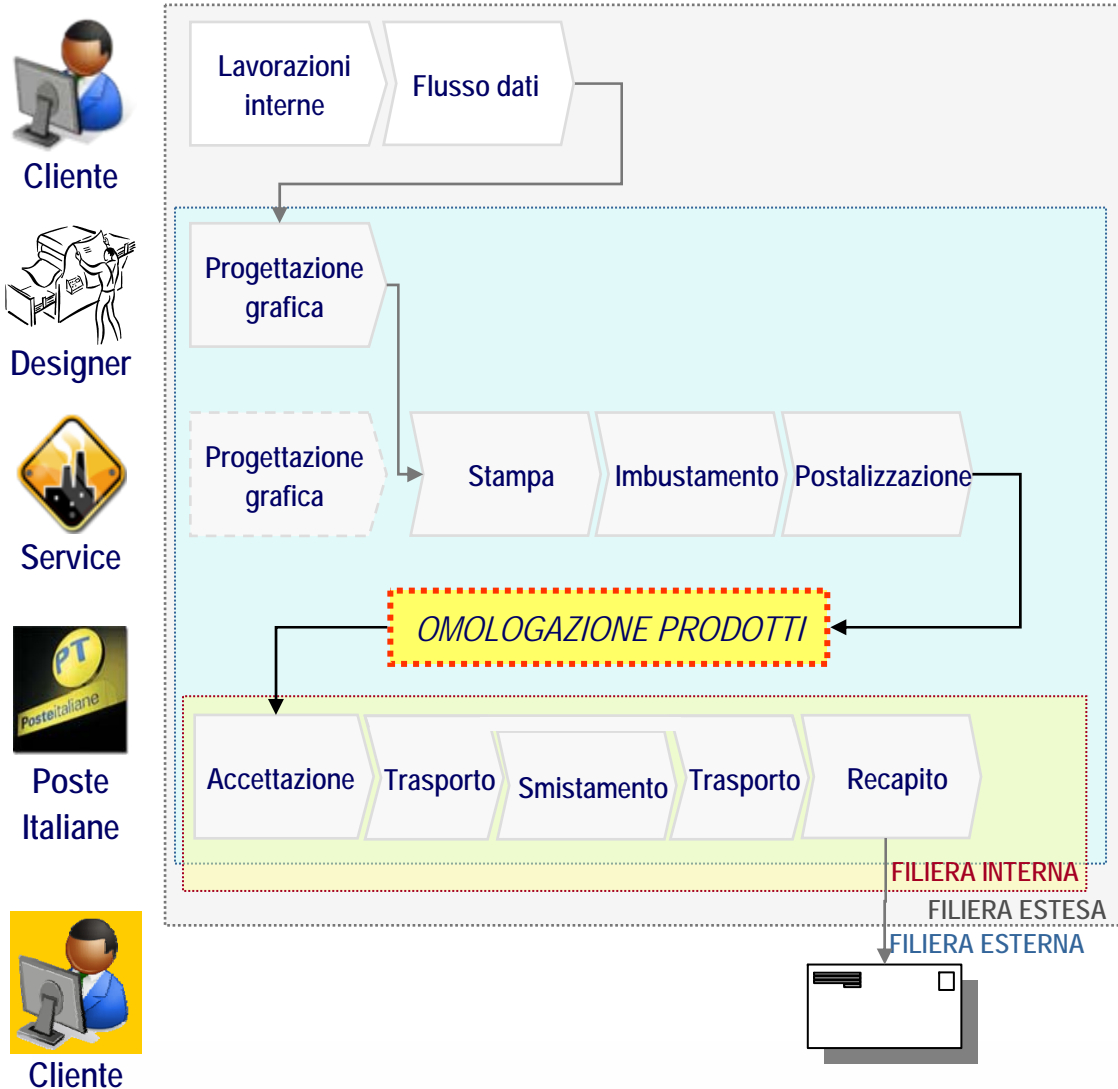 Lavorazioni
interne
Flusso dati
Cliente
Progettazione
grafica
Designer
Progettazione
grafica
Stampa
Imbustamento
Postalizzazione
Service
OMOLOGAZIONE PRODOTTI
PT
Posteitaliane
Poste
Italiane
Accettazione
Trasporto
Smistamento
Trasporto
Recapito
FILIERA INTERNA
FILIERA ESTESA
FILIERA ESTERNA
Cliente